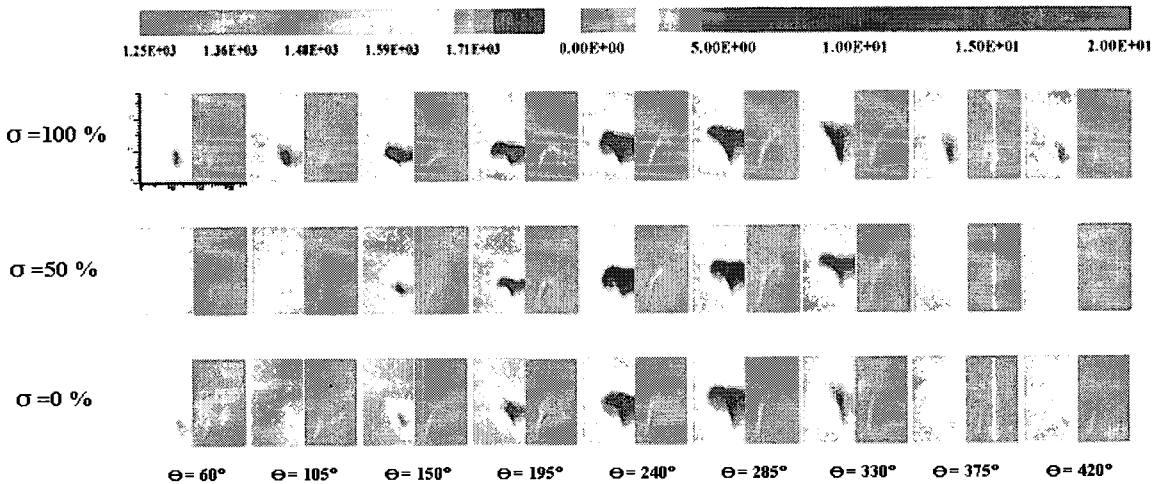 1.25E+03 1.36E+03 1.48E+03 1.59E+03 1.71E+03 0.00E+00 5.00E+00 1.00E+01 1.50E+01 2.00E+01
σ =100 %
σ =50 %
σ =0 %
Θ= 60° Θ= 105° Θ= 150° Θ= 195° Θ= 240° Θ= 285° Θ= 330° Θ= 375° Θ= 420°